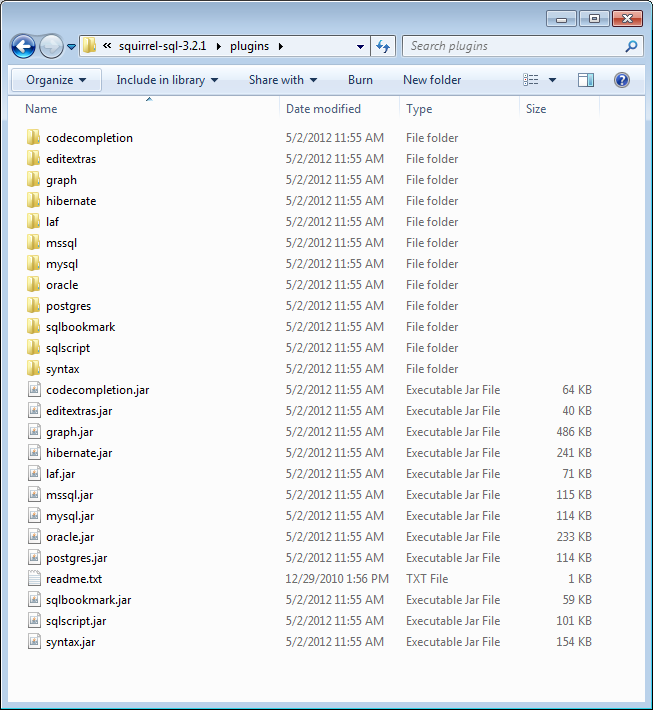 « squirrel-sql-3.2.1 plugins Search plugins
Organize Include in library Share with Burn New folder
Name Date modified Type Size
codecompletion 5/2/2012 11:55 AM File folder
editextras 5/2/2012 11:55 AM File folder
graph 5/2/2012 11:55 AM File folder
hibernate 5/2/2012 11:55 AM File folder
laf 5/2/2012 11:55 AM File folder
mssql 5/2/2012 11:55 AM File folder
mysql 5/2/2012 11:55 AM File folder
oracle 5/2/2012 11:55 AM File folder
postgres 5/2/2012 11:55 AM File folder
sqlbookmark 5/2/2012 11:55 AM File folder
sqlscript 5/2/2012 11:55 AM File folder
syntax 5/2/2012 11:55 AM File folder
codecompletion.jar 5/2/2012 11:55 AM Executable Jar File 64 KB
editextras.jar 5/2/2012 11:55 AM Executable Jar File 40 KB
graph.jar 5/2/2012 11:55 AM Executable Jar File 486 KB
hibernate.jar 5/2/2012 11:55 AM Executable Jar File 241 KB
laf.jar 5/2/2012 11:55 AM Executable Jar File 71 KB
mssql.jar 5/2/2012 11:55 AM Executable Jar File 115 KB
mysql.jar 5/2/2012 11:55 AM Executable Jar File 114 KB
oracle.jar 5/2/2012 11:55 AM Executable Jar File 233 KB
postgres.jar 5/2/2012 11:55 AM Executable Jar File 114 KB
readme.txt 12/29/2010 1:56 PM TXT File 1 KB
sqlbookmark.jar 5/2/2012 11:55 AM Executable Jar File 59 KB
sqlscript.jar 5/2/2012 11:55 AM Executable Jar File 101 KB
syntax.jar 5/2/2012 11:55 AM Executable Jar File 154 KB